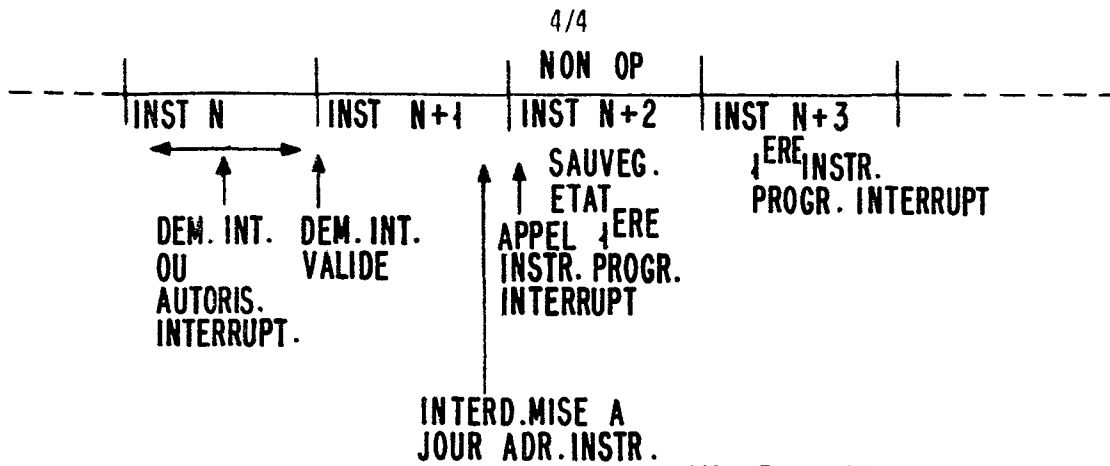 4/4
NON OP
INST N
INST N+1
INST N+2
INST N+3
SAUVEG.
ETAT
1ERE INSTR.
PROGR. INTERRUPT
DEM. INT.
OU
AUTORIS.
INTERRUPT.
DEM. INT.
VALIDE
APPEL 1ERE
INSTR. PROGR.
INTERRUPT
INTERD.MISE A
JOUR ADR.INSTR.